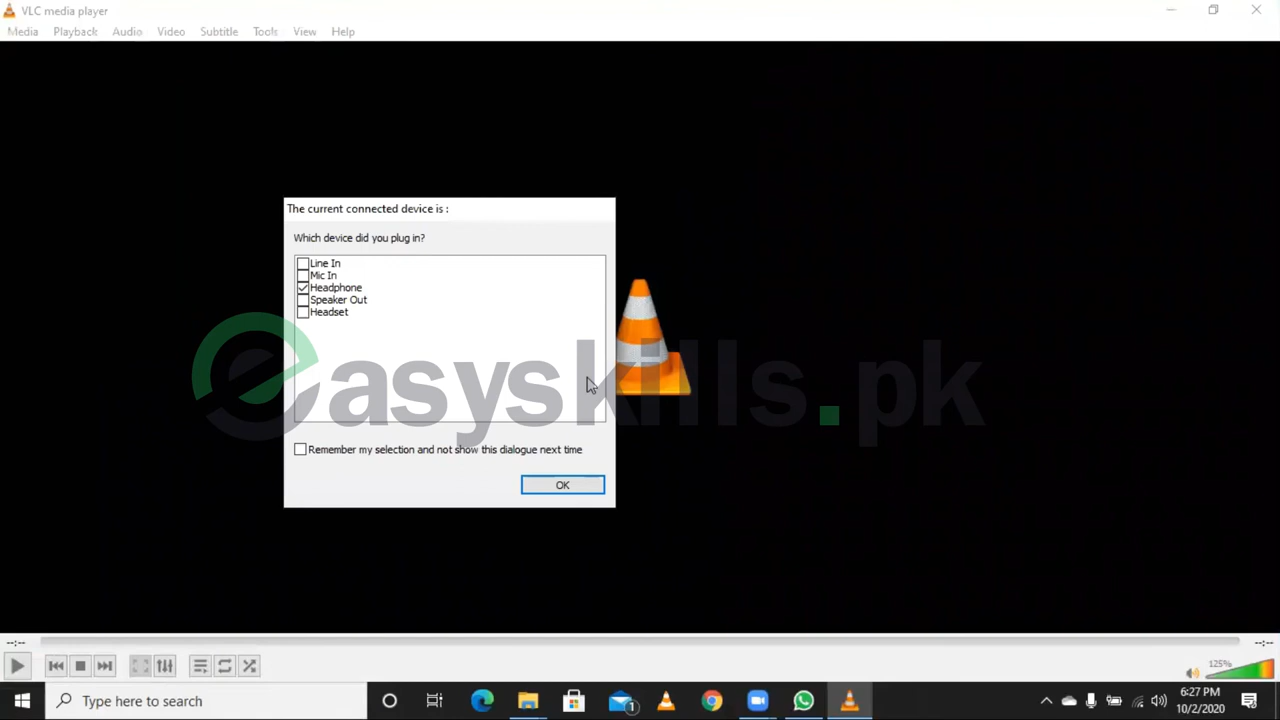 VLC media player
Media Playback Audio Video Subtitle Tools View Help
The current connected device is :
Which device did you plug in?
Line In
Mic In
Headphone
Speaker Out
Headset
easyskills.pk
Remember my selection and not show this dialogue next time
OK
--:-- --:--
125%
Type here to search
1
6:27 PM
10/2/2020